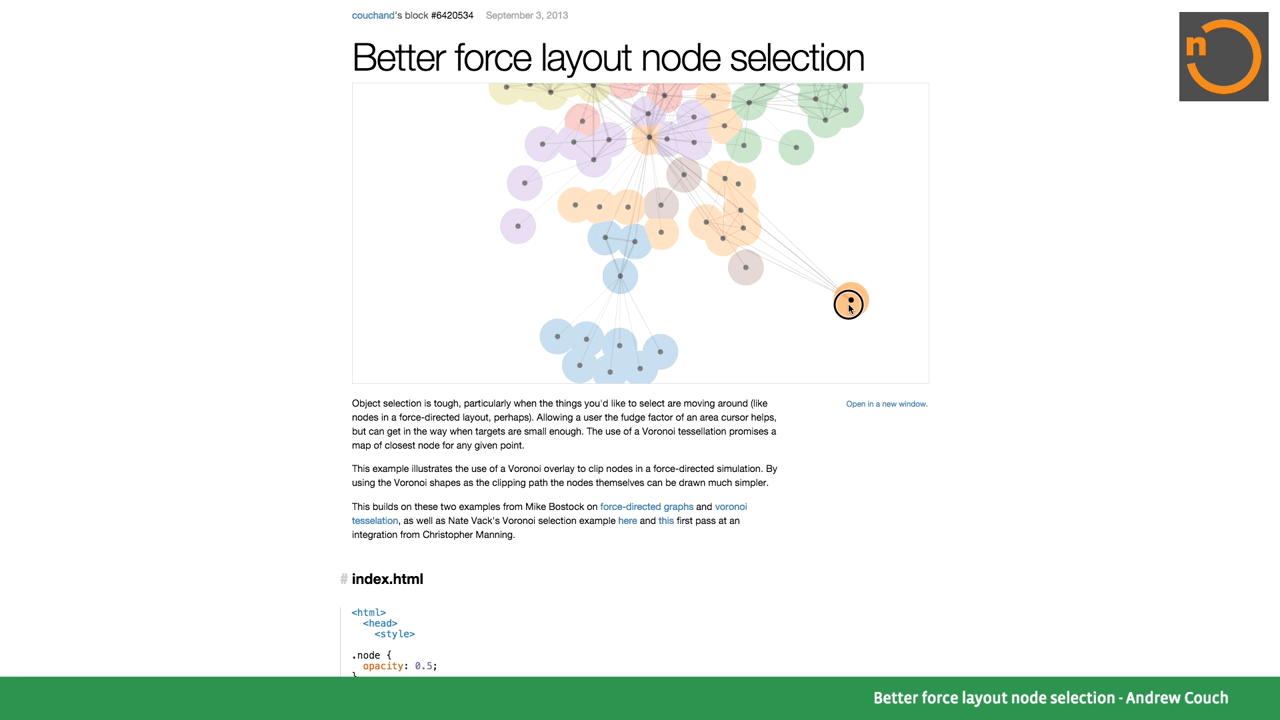 couchand's block #6420534 September 3, 2013
n
Better force layout node selection
Object selection is tough, particularly when the things you'd like to select are moving around (like
nodes in a force-directed layout, perhaps). Allowing a user the fudge factor of an area cursor helps,
but can get in the way when targets are small enough. The use of a Voronoi tessellation promises a
map of closest node for any given point.
Open in a new window.
This example illustrates the use of a Voronoi overlay to clip nodes in a force-directed simulation. By
using the Voronoi shapes as the clipping path the nodes themselves can be drawn much simpler.
This builds on these two examples from Mike Bostock on force-directed graphs and voronoi
tesselation, as well as Nate Vack's Voronoi selection example here and this first pass at an
integration from Christopher Manning.
# index.html
<html>
<head>
<style>
.node {
opacity: 0.5;
}
Better force layout node selection - Andrew Couch